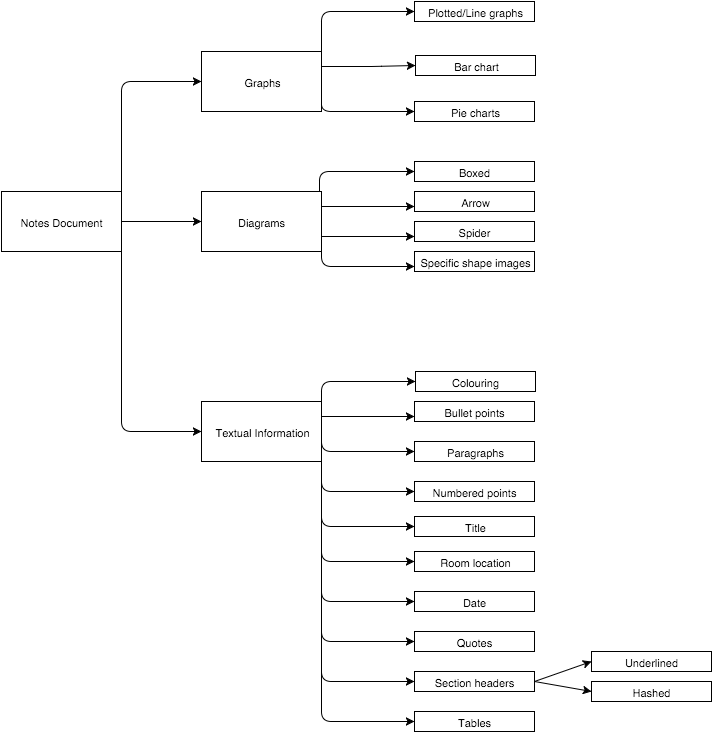 Notes Document
Graphs
Plotted/Line graphs
Bar chart
Pie charts
Diagrams
Boxed
Arrow
Spider
Specific shape images
Textual Information
Colouring
Bullet points
Paragraphs
Numbered points
Title
Room location
Date
Quotes
Section headers
Underlined
Hashed
Tables